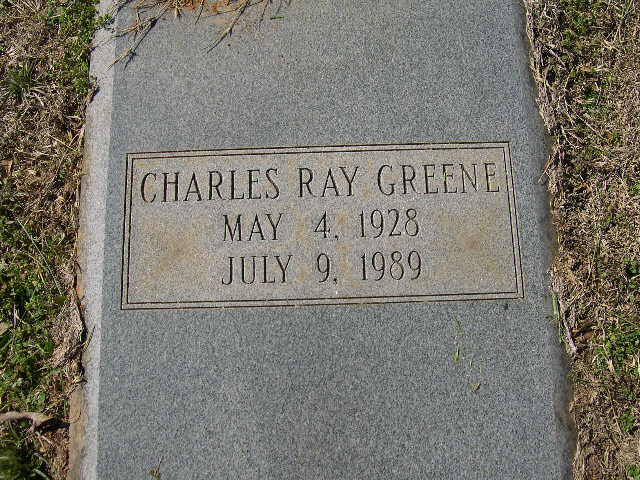 CHARLES RAY GREENE
MAY 4, 1928
JULY 9, 1989